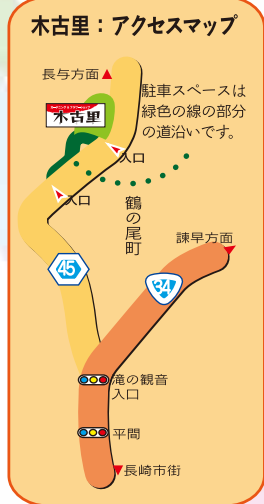 木古里：アクセスマップ
長与方面
駐車スペースは
緑色の線の部分
の道沿いです。
木古里
入口
入口
鶴の尾町
諫早方面
45
34
滝の観音
入口
平間
長崎市街